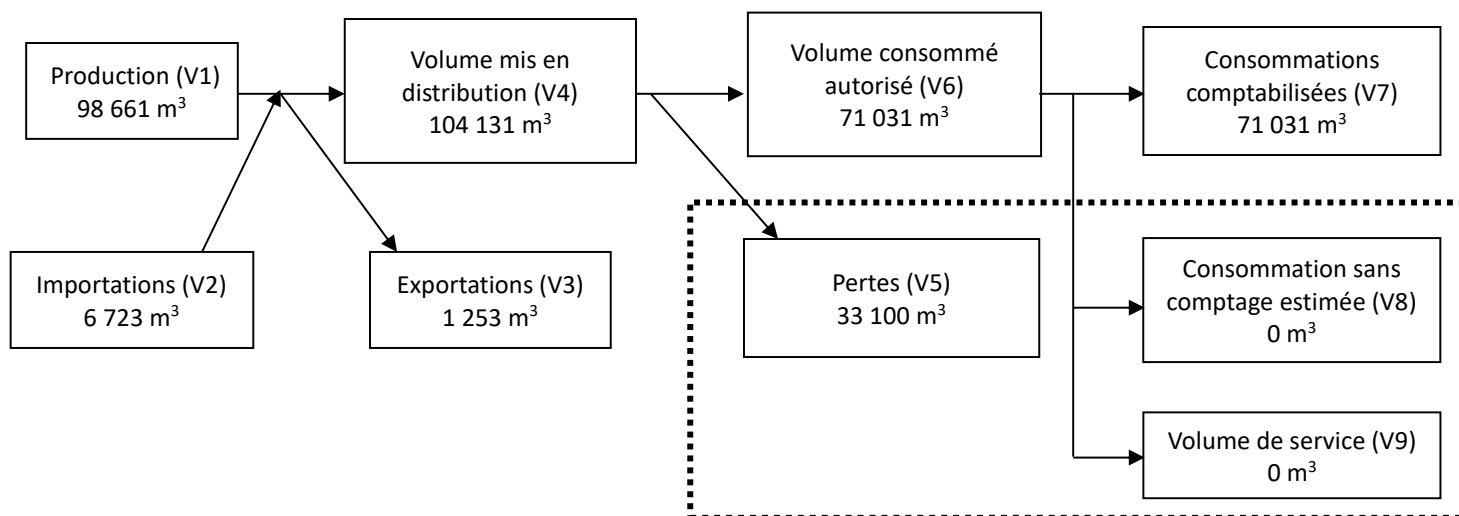 Production (V1)
98 661 m³
Volume mis en
distribution (V4)
104 131 m³
Volume consommé
autorisé (V6)
71 031 m³
Consommations
comptabilisées (V7)
71 031 m³
Importations (V2)
6 723 m³
Exportations (V3)
1 253 m³
Pertes (V5)
33 100 m³
Consommation sans
comptage estimée (V8)
0 m³
Volume de service (V9)
0 m³